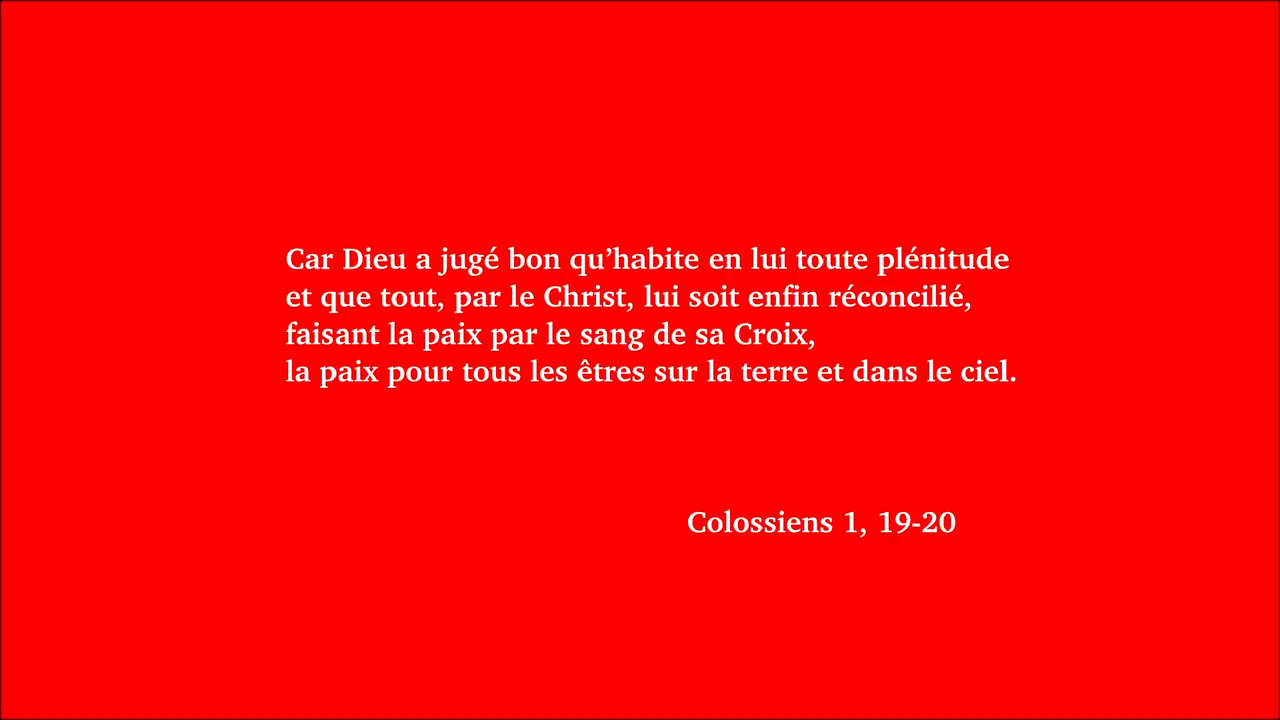 Car Dieu a jugé bon qu’habite en lui toute plénitude
et que tout, par le Christ, lui soit enfin réconcilié,
faisant la paix par le sang de sa Croix,
la paix pour tous les êtres sur la terre et dans le ciel.
Colossiens 1, 19-20